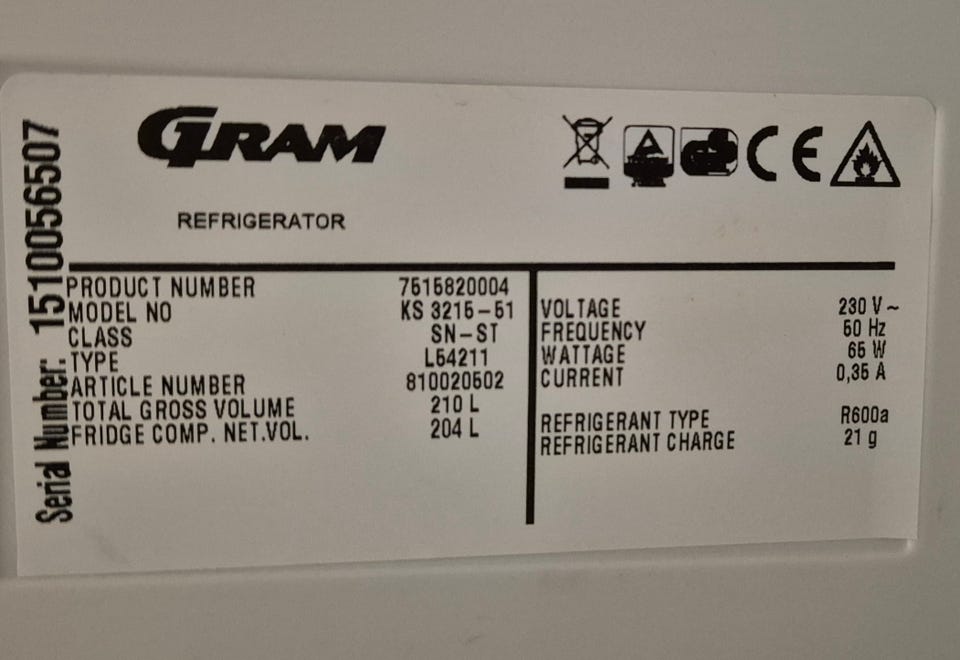 GRAM
REFRIGERATOR
Serial Number: 1510056507
PRODUCT NUMBER 7515820004
MODEL NO KS 3215-51
CLASS SN-ST
TYPE L54211
ARTICLE NUMBER 810020502
TOTAL GROSS VOLUME 210 L
FRIDGE COMP. NET.VOL. 204 L
VOLTAGE 230 V~
FREQUENCY 50 Hz
WATTAGE 65 W
CURRENT 0,35 A
REFRIGERANT TYPE R600a
REFRIGERANT CHARGE 21 g
CE